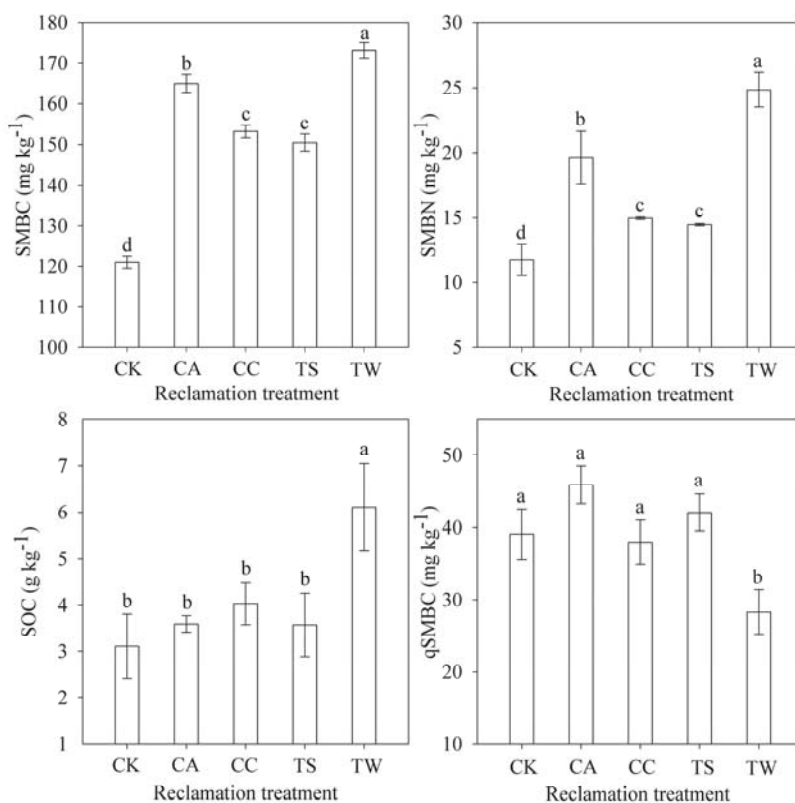 180
170
160
150
140
130
120
110
100
SMBC (mg kg⁻¹)
d
b
c
c
a
CK CA CC TS TW
Reclamation treatment
30
25
20
15
10
5
SMBN (mg kg⁻¹)
d
b
c
c
a
CK CA CC TS TW
Reclamation treatment
8
7
6
5
4
3
2
1
SOC (g kg⁻¹)
b
b
b
b
a
CK CA CC TS TW
Reclamation treatment
50
40
30
20
10
qSMBC (mg kg⁻¹)
a
a
a
a
b
CK CA CC TS TW
Reclamation treatment